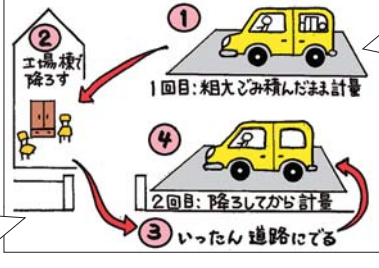 ①
1回目:粗大ごみ積んだまま計量
②
工場棟で
降ろす
③ いったん 道路にでる
④
2回目:降ろしてから計量